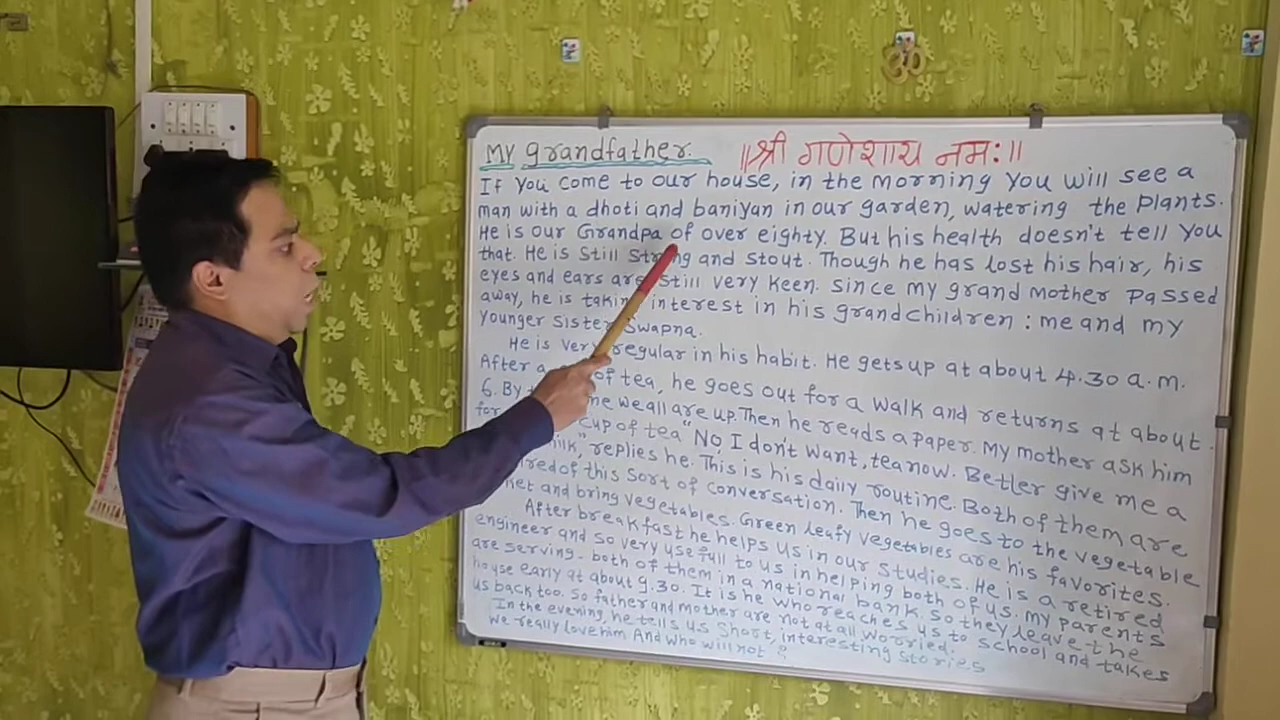 My grandfather. ॥श्री गणेशाय नमः॥
If you come to our house, in the morning you will see a
man with a dhoti and baniyan in our garden, watering the plants.
He is our Grandpa of over eighty. But his health doesn't tell you
that. He is still strong and stout. Though he has lost his hair, his
eyes and ears are still very keen. Since my grand mother passed
away, he is taking interest in his grandchildren : me and my
younger sister Swapna.
He is very regular in his habit. He gets up at about 4.30 a.m.
After a of tea, he goes out for a walk and returns at about
6. By we all are up. Then he reads a paper. My mother ask him
for cup of tea "No, I don't want, tea now. Better give me a
replies he. This is his daily routine. Both of them are
of this sort of conversation. Then he goes to the vegetable
and bring vegetables. Green leafy vegetables are his favorites.
After breakfast he helps us in our studies. He is a retired
engineer and so very usefull to us in helping both of us. my parents
are serving - both of them in a national bank. So they leave the
house early at about 9.30. It is he who reaches us to school and takes
us back too. So father and mother are not at all worried.
In the evening, he tells us short, interesting stories
we really love him And who will not ?